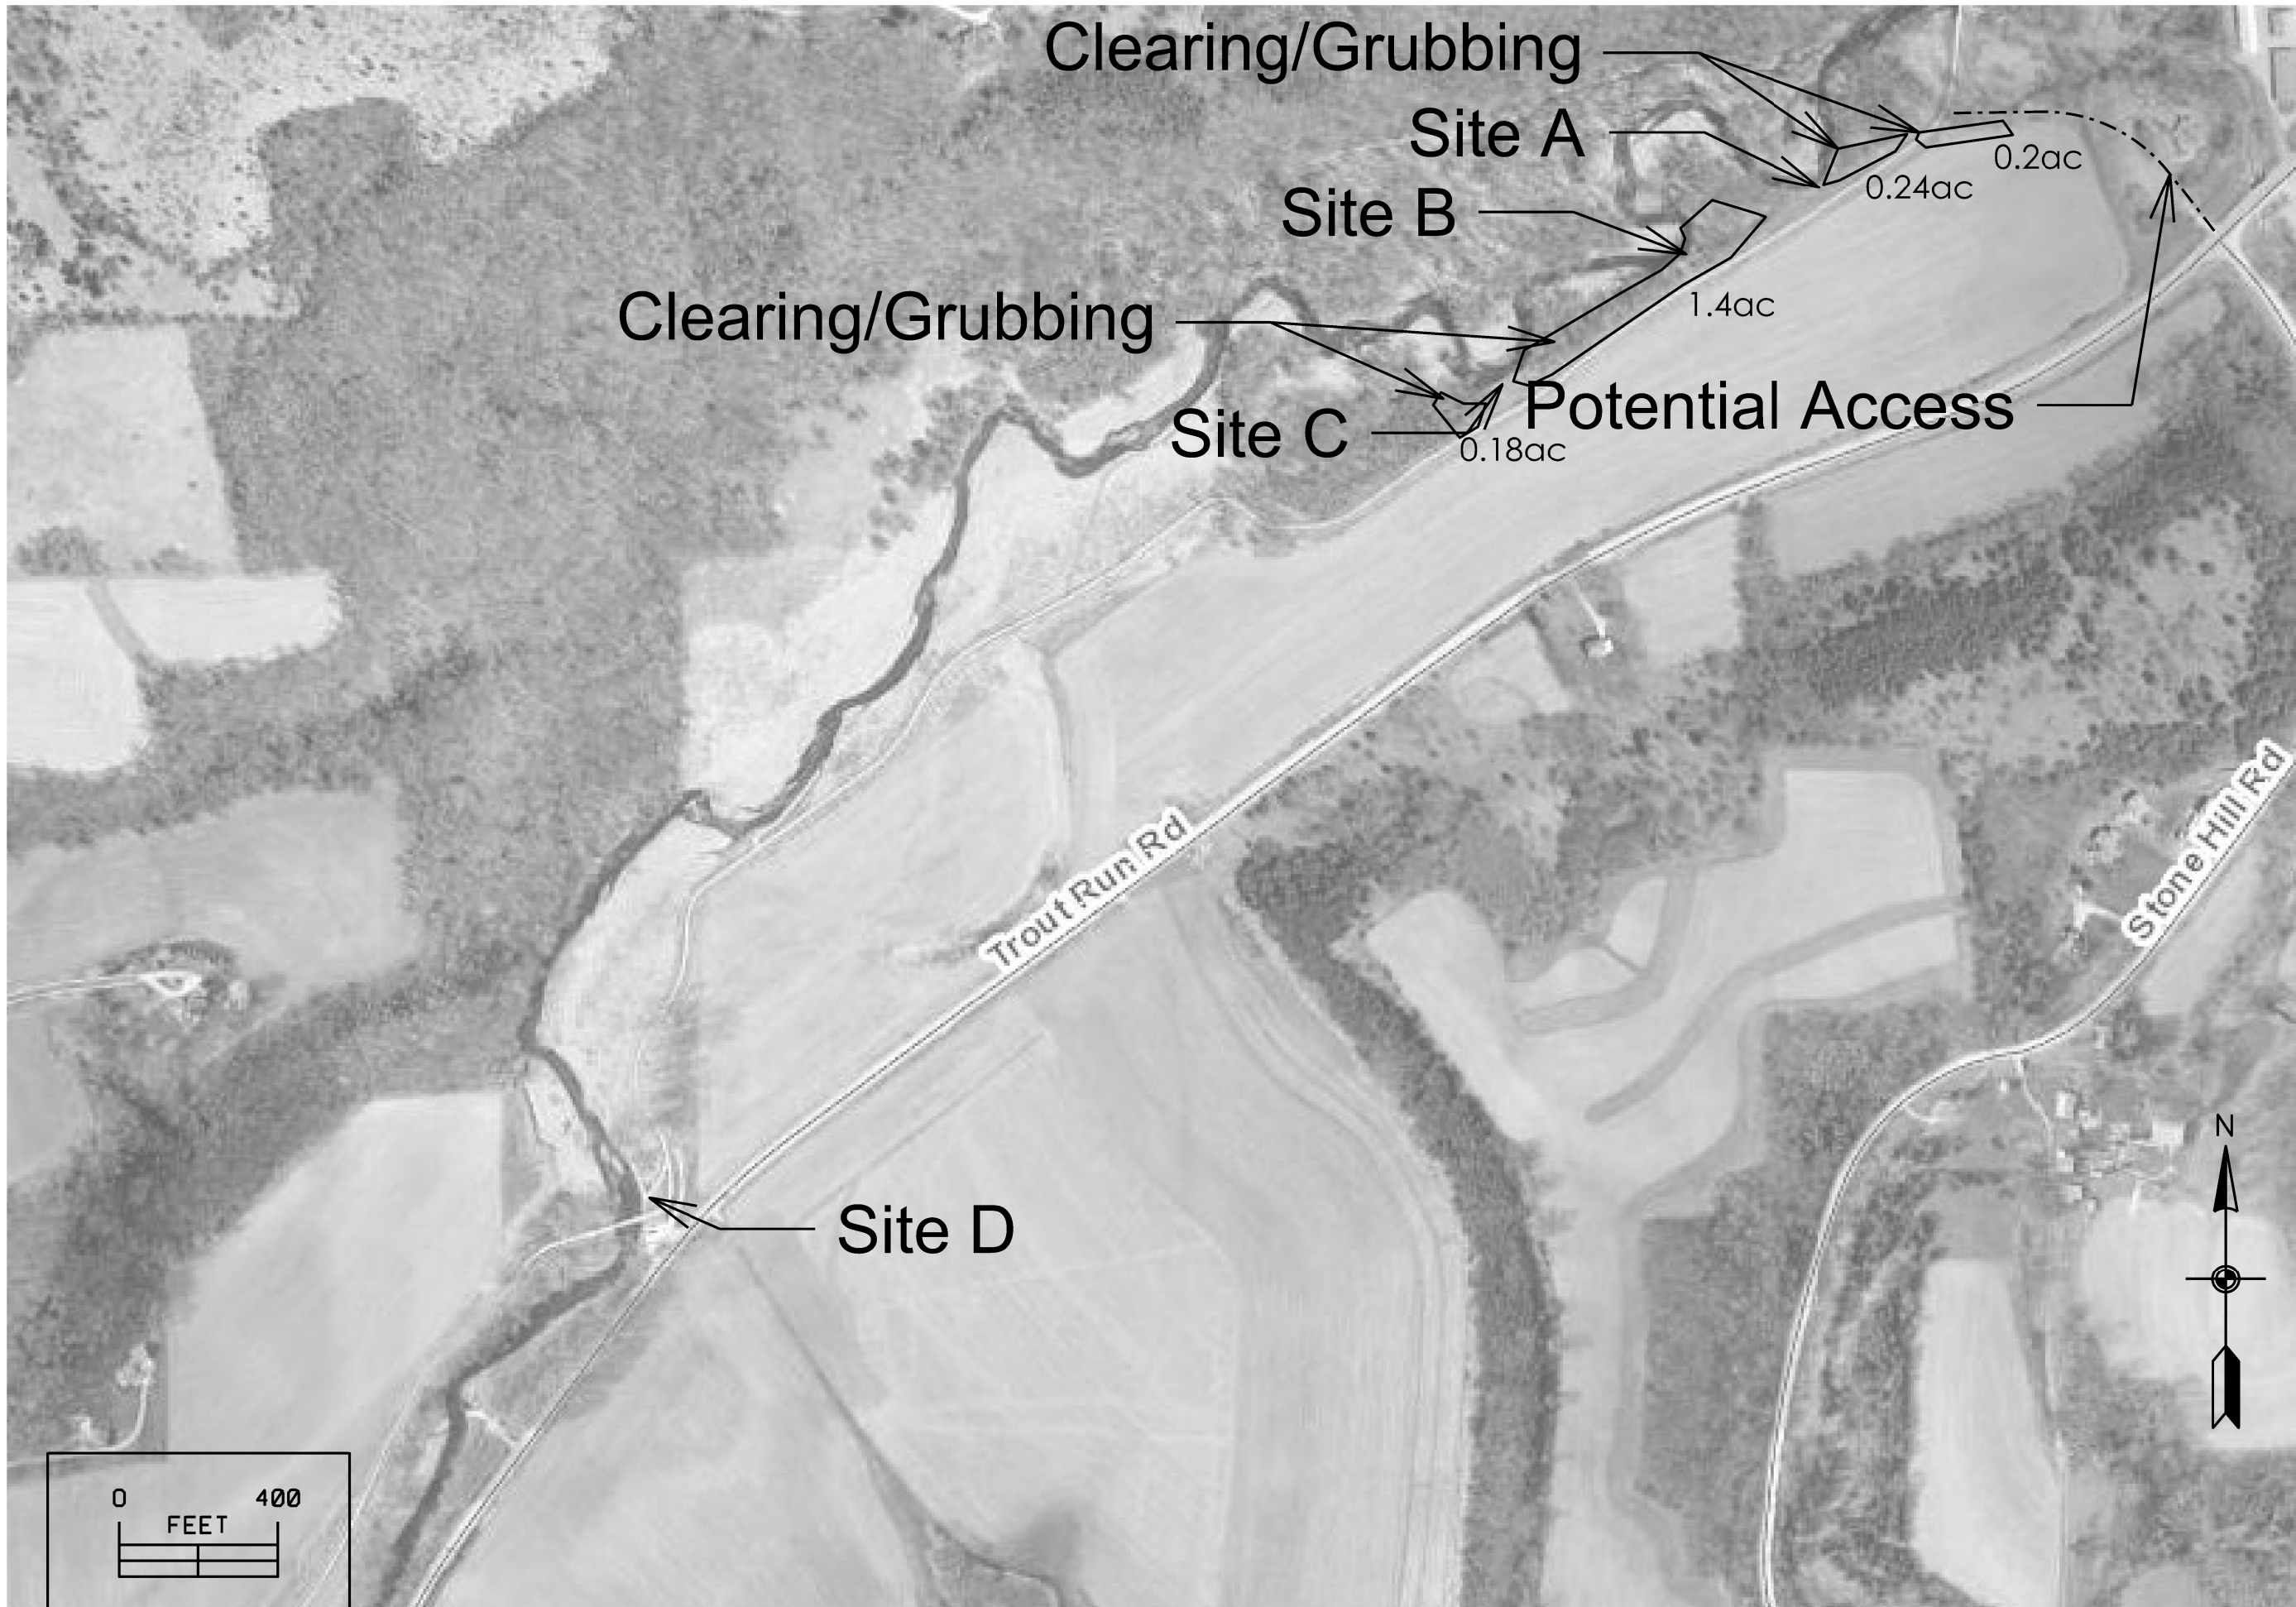 Clearing/Grubbing
Site A
0.2ac
0.24ac
Site B
1.4ac
Clearing/Grubbing
Potential Access
Site C
0.18ac
Trout Run Rd
Stone Hill Rd
N
Site D
0 400
FEET